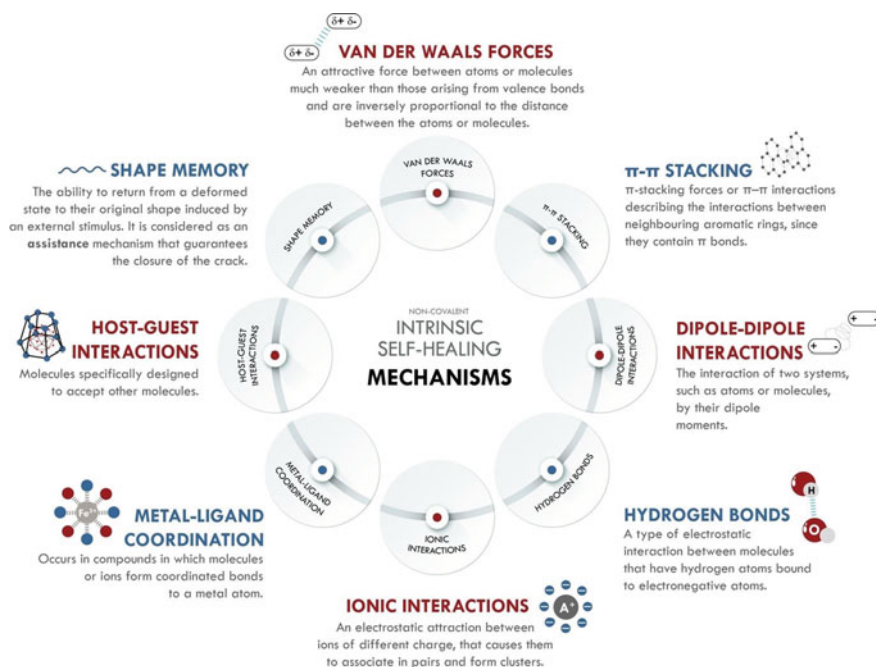 δ+ δ-
δ+ δ-
VAN DER WAALS FORCES
An attractive force between atoms or molecules
much weaker than those arising from valence bonds
and are inversely proportional to the distance
between the atoms or molecules.
SHAPE MEMORY
The ability to return from a deformed
state to their original shape induced by
an external stimulus. It is considered as an
assistance mechanism that guarantees
the closure of the crack.
π-π STACKING
π-stacking forces or π–π interactions
describing the interactions between
neighbouring aromatic rings, since
they contain π bonds.
HOST-GUEST
INTERACTIONS
Molecules specifically designed
to accept other molecules.
DIPOLE-DIPOLE
INTERACTIONS
+ -
+ -
The interaction of two systems,
such as atoms or molecules,
by their dipole
moments.
NON-COVALENT
INTRINSIC
SELF-HEALING
MECHANISMS
VAN DER WAALS
FORCES
π-π STACKING
DIPOLE-DIPOLE
INTERACTIONS
HYDROGEN BONDS
IONIC
INTERACTIONS
METAL-LIGAND
COORDINATION
HOST-GUEST
INTERACTIONS
SHAPE MEMORY
Fe³⁺
METAL-LIGAND
COORDINATION
Occurs in compounds in which molecules
or ions form coordinated bonds
to a metal atom.
H
O
HYDROGEN BONDS
A type of electrostatic
interaction between molecules
that have hydrogen atoms bound
to electronegative atoms.
IONIC INTERACTIONS
A⁺
An electrostatic attraction between
ions of different charge, that causes them
to associate in pairs and form clusters.